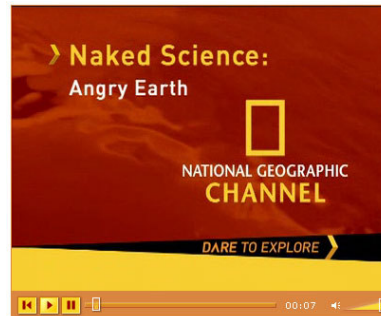 Naked Science:
Angry Earth
NATIONAL GEOGRAPHIC
CHANNEL
DARE TO EXPLORE
00:07